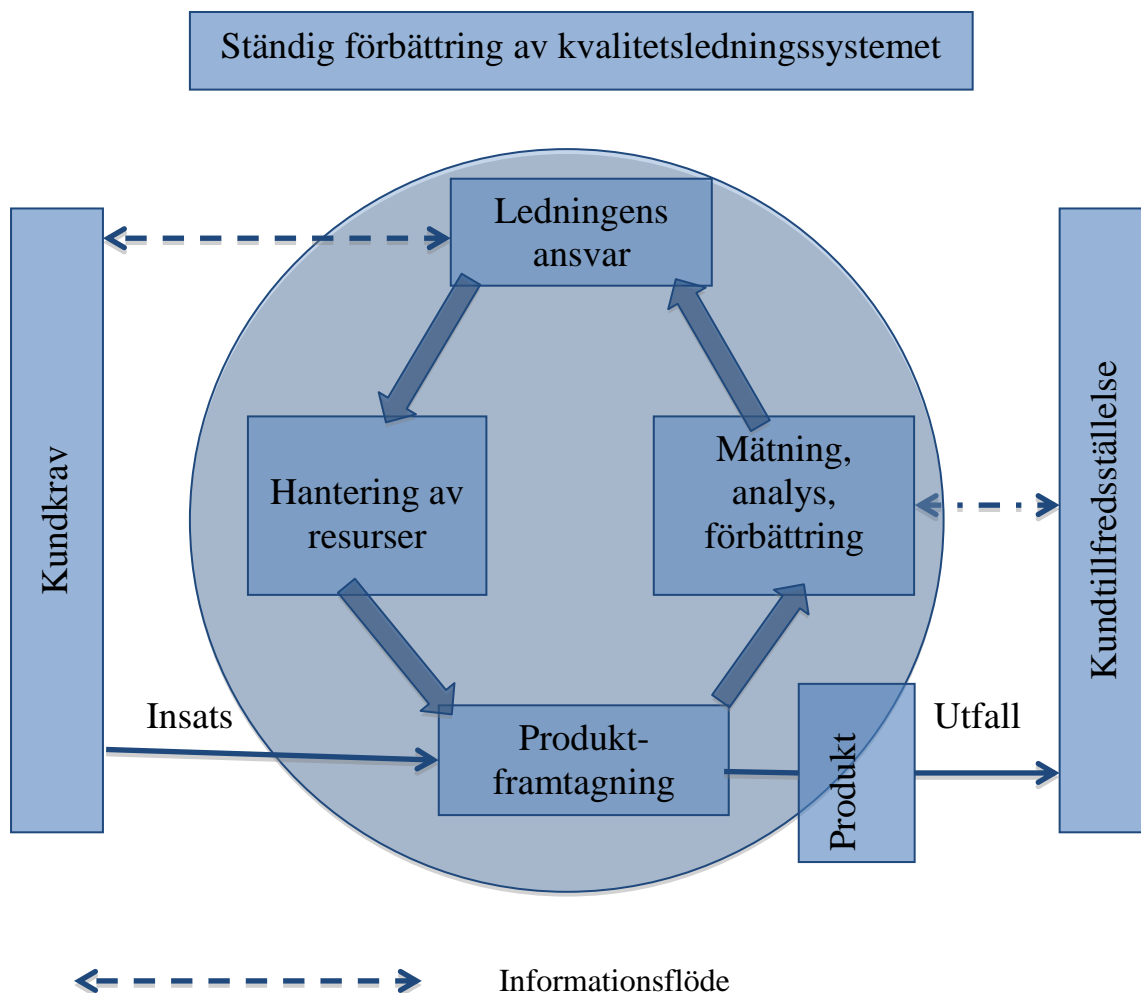 Ständig förbättring av kvalitetsledningssystemet
Ledningens
ansvar
Kundkrav
Hantering av
resurser
Mätning,
analys,
förbättring
Kundtillfredsställelse
Insats
Produkt-
framtagning
Produkt
Utfall
Informationsflöde